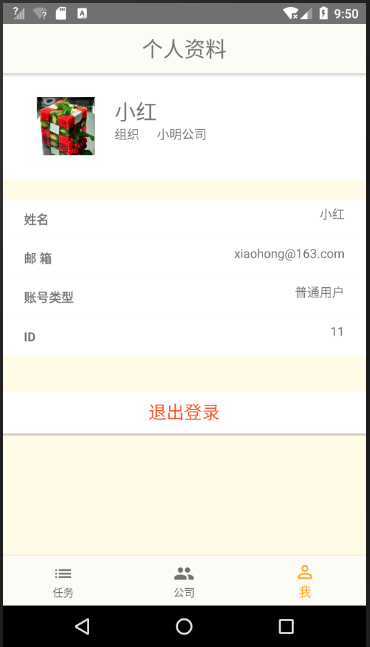 9:50
个人资料
小红
组织 小明公司
姓名 小红
邮 箱 xiaohong@163.com
账号类型 普通用户
ID 11
退出登录
任务 公司 我